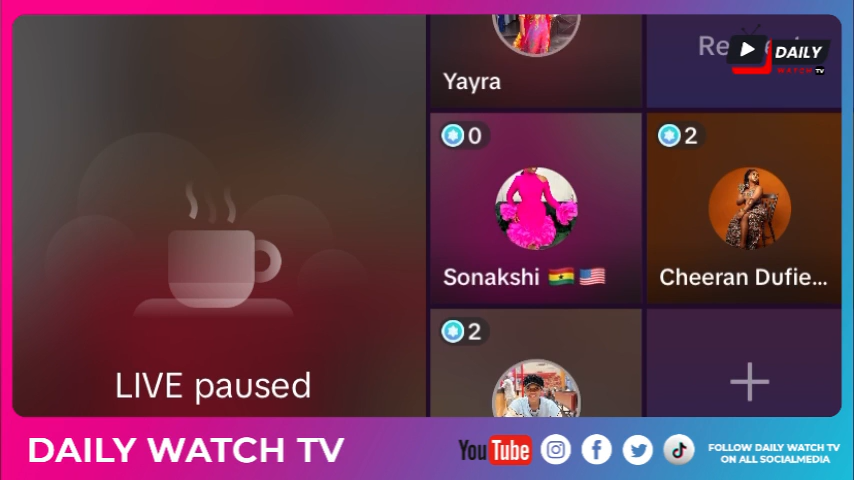 Yayra
DAILY
WATCH TV
0
Sonakshi 🇬🇭🇺🇸
2
Cheeran Dufie...
2
LIVE paused
DAILY WATCH TV
YouTube
FOLLOW DAILY WATCH TV
ON ALL SOCIALMEDIA